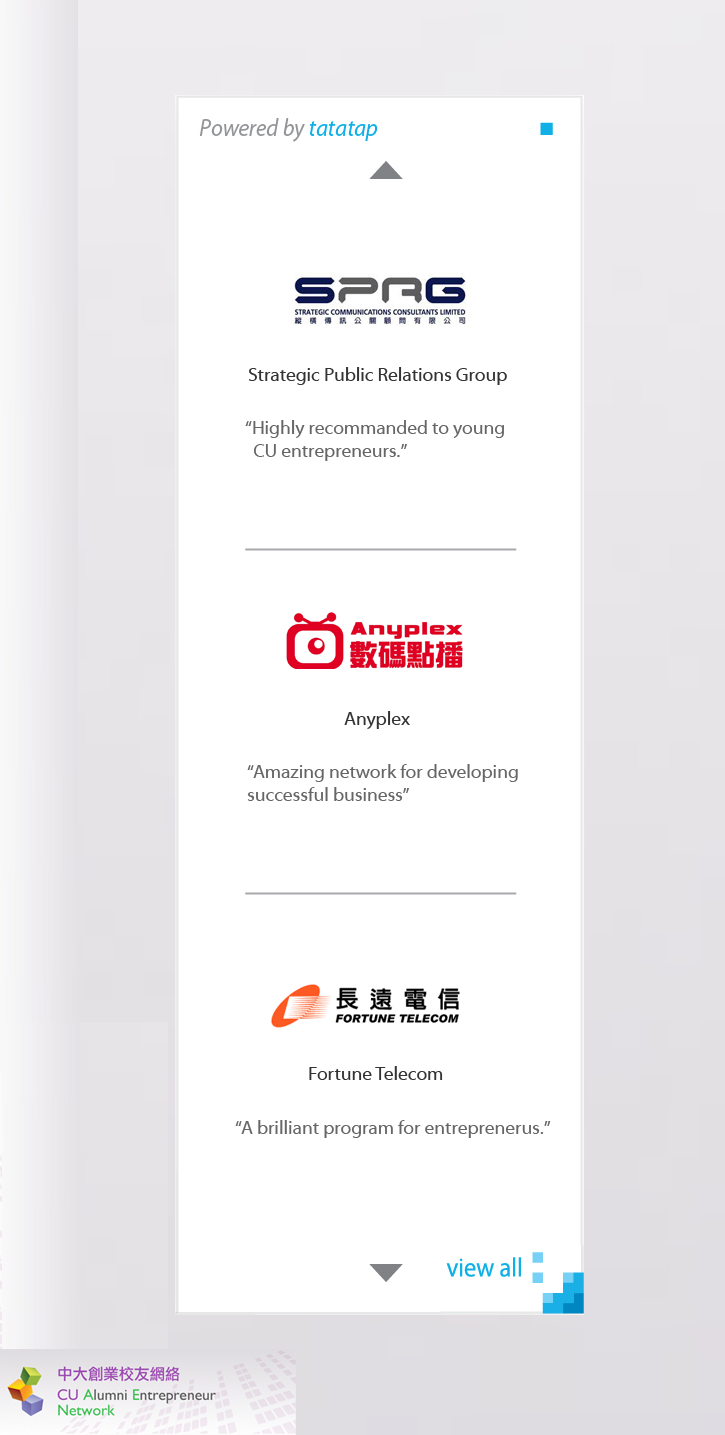 Powered by tatatap
SPRG
STRATEGIC COMMUNICATIONS CONSULTANTS LIMITED
縱橫傳訊公關顧問有限公司
Strategic Public Relations Group
“Highly recommanded to young
CU entrepreneurs.”
Anyplex
數碼點播
Anyplex
“Amazing network for developing
successful business”
長遠電信
FORTUNE TELECOM
Fortune Telecom
“A brilliant program for entreprenerus.”
view all
中大創業校友網絡
CU Alumni Entrepreneur
Network